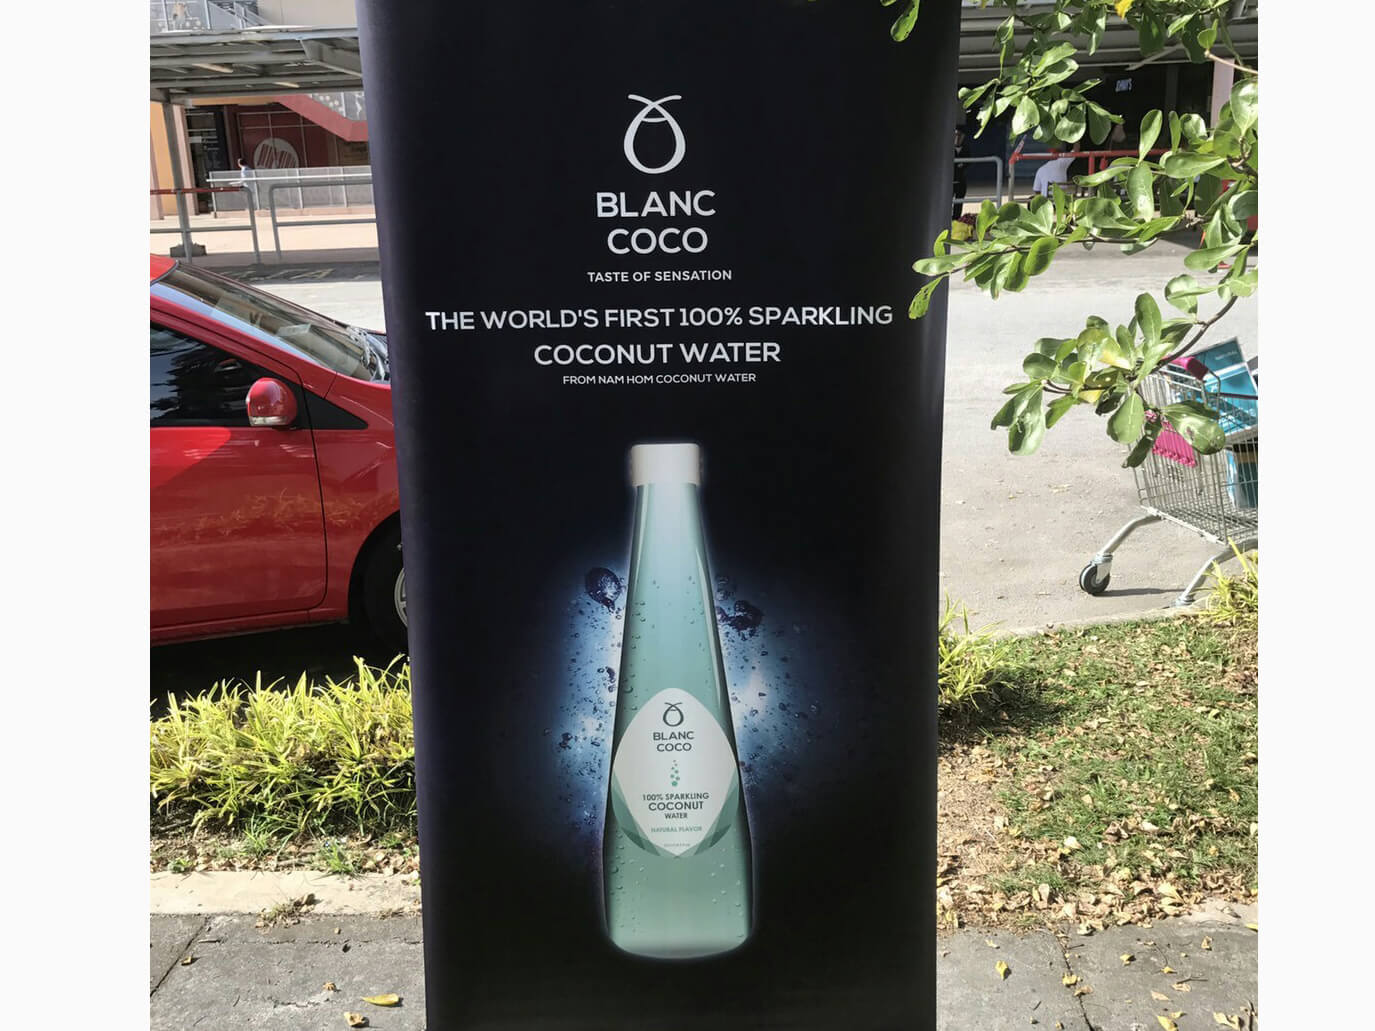 BLANC
COCO
TASTE OF SENSATION
THE WORLD'S FIRST 100% SPARKLING
COCONUT WATER
FROM NAM HOM COCONUT WATER
BLANC
COCO
100% SPARKLING
COCONUT
WATER
NATURAL FLAVOR